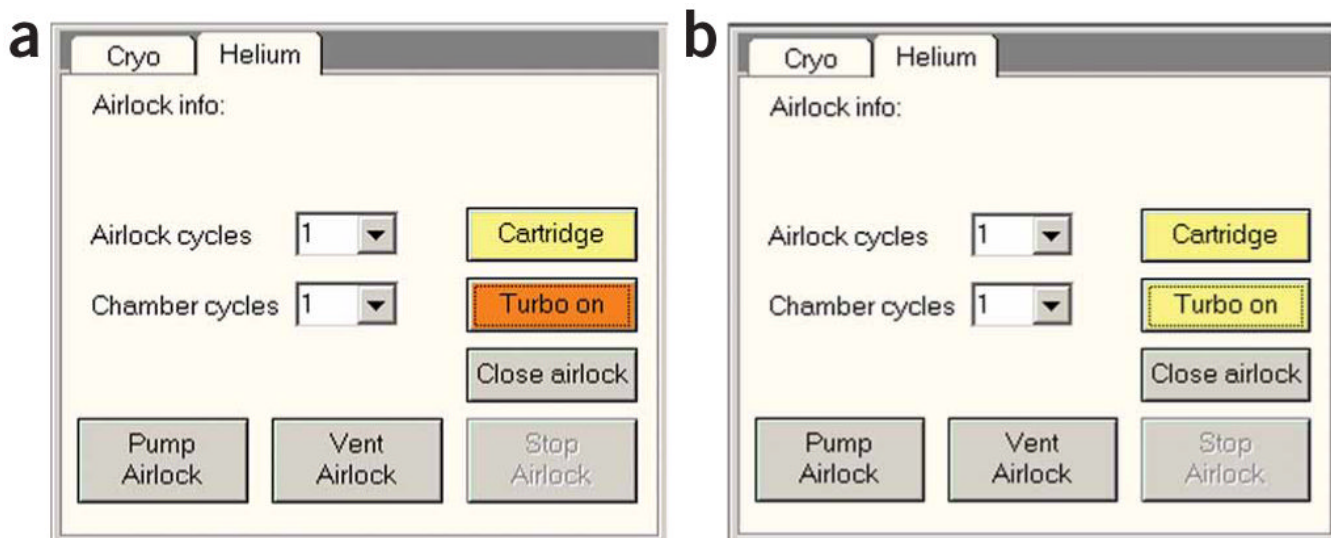 a
Cryo Helium
Airlock info:
Airlock cycles 1 Cartridge
Chamber cycles 1 Turbo on
Close airlock
Pump Airlock
Vent Airlock
Stop Airlock
b
Cryo Helium
Airlock info:
Airlock cycles 1 Cartridge
Chamber cycles 1 Turbo on
Close airlock
Pump Airlock
Vent Airlock
Stop Airlock